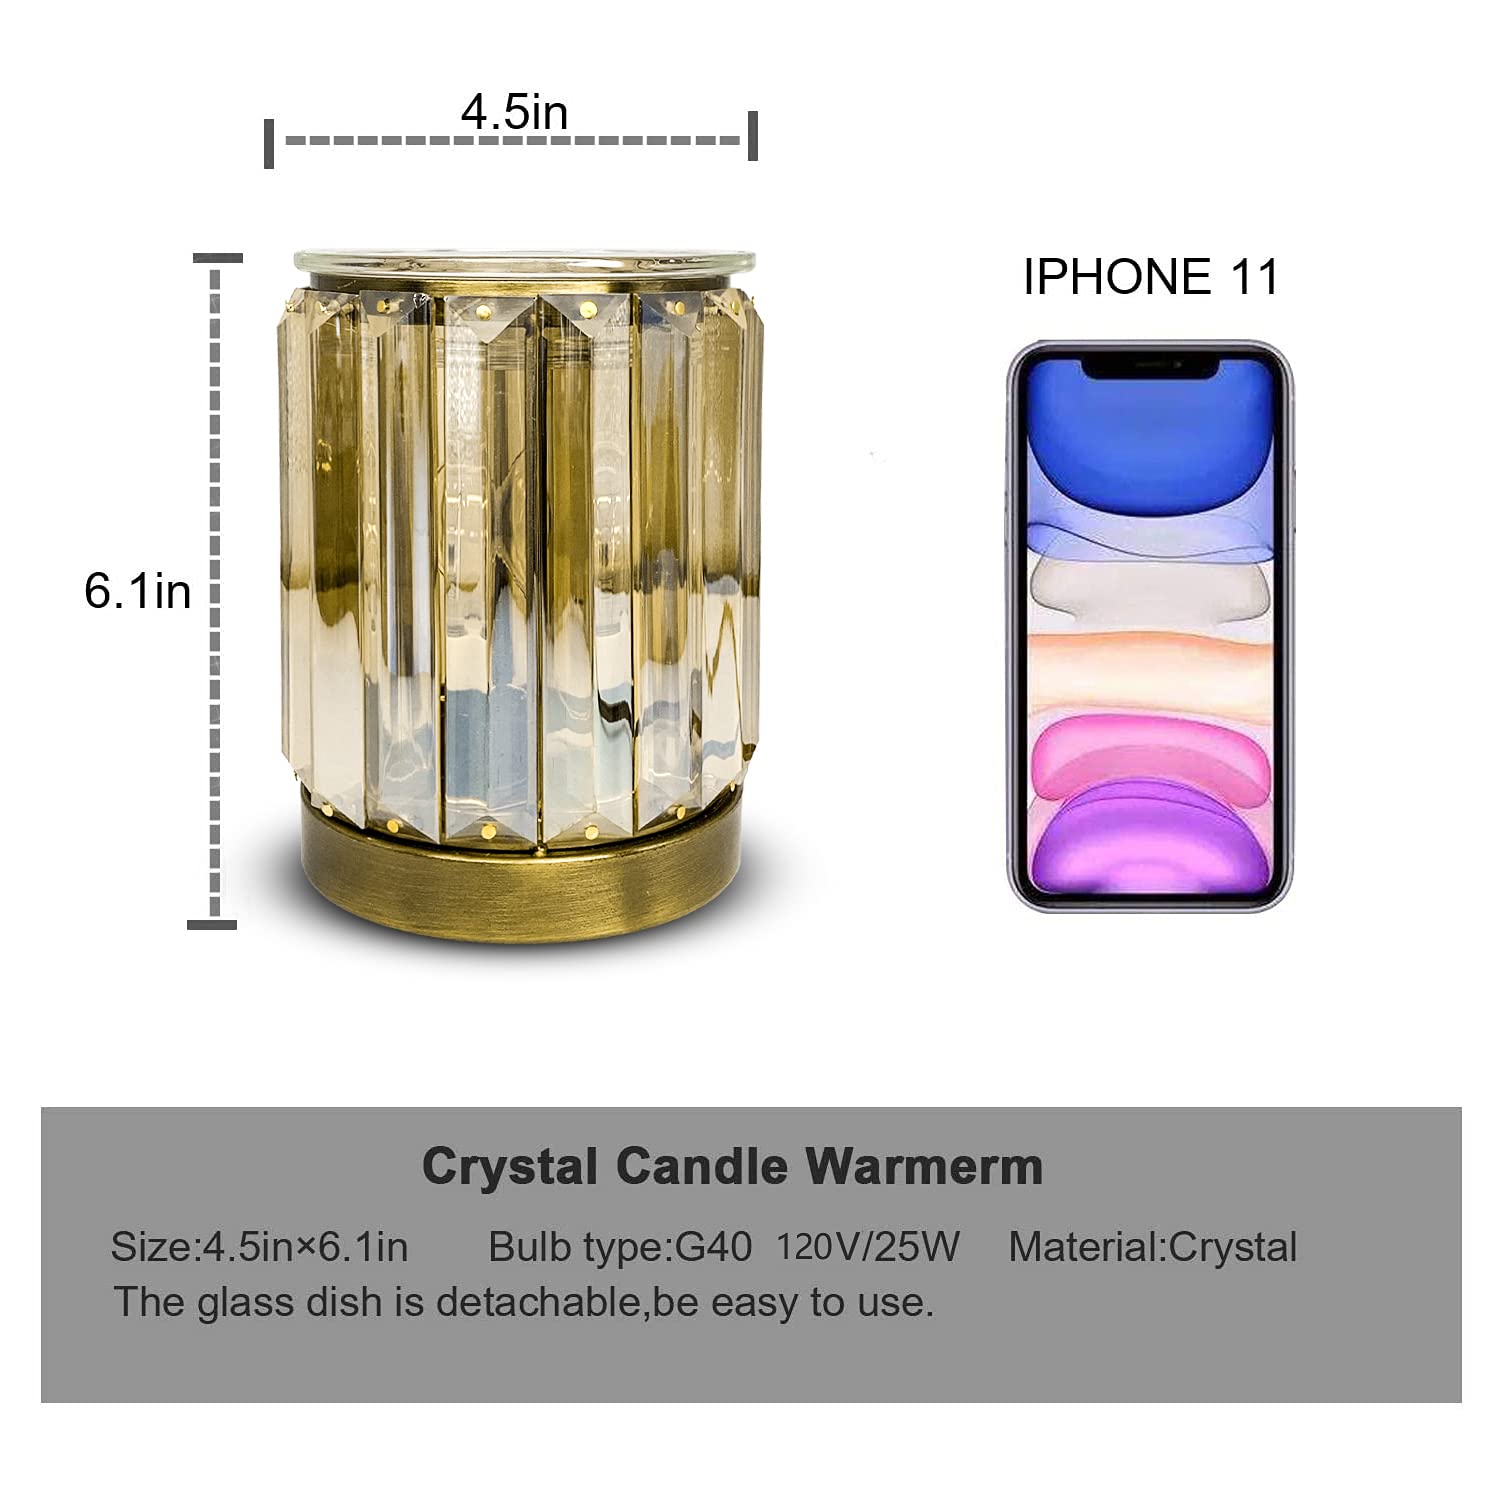 4.5in
IPHONE 11
6.1in
Crystal Candle Warmerm
Size:4.5in×6.1in Bulb type:G40 120V/25W Material:Crystal
The glass dish is detachable,be easy to use.